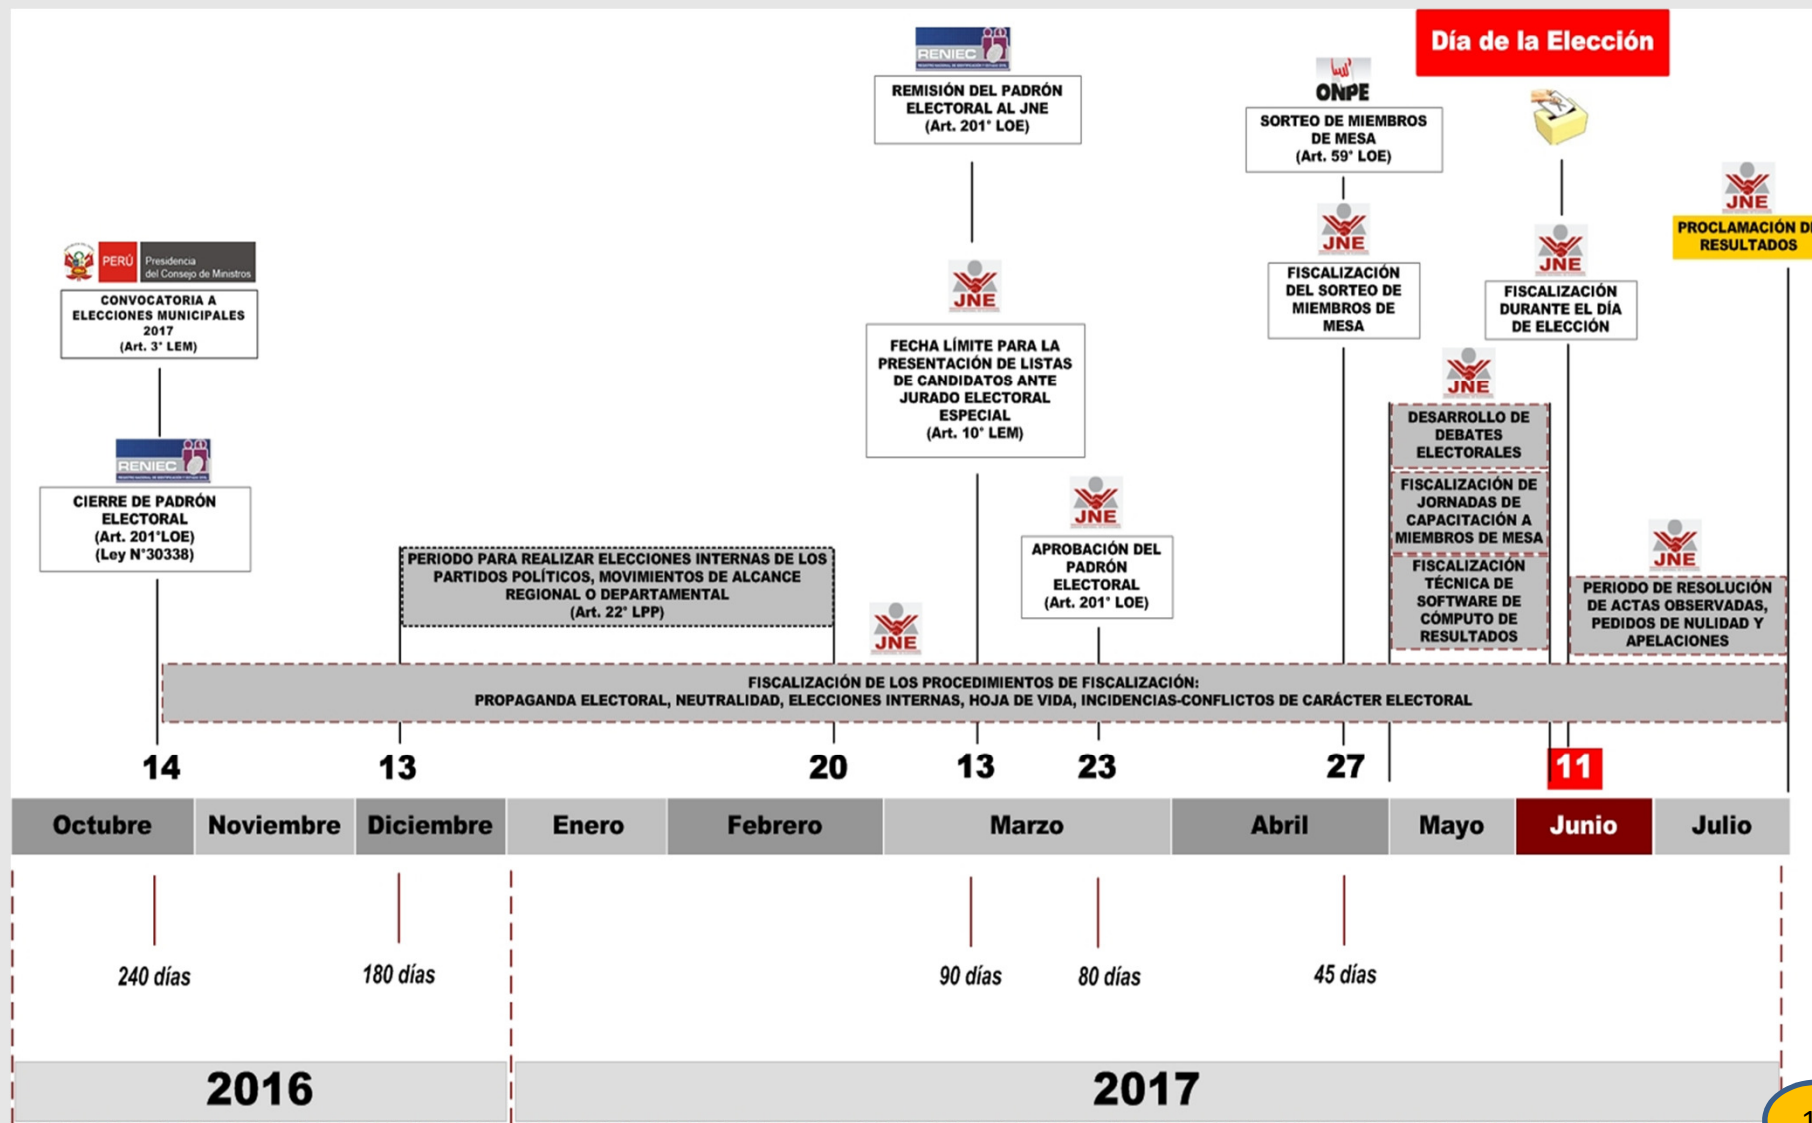 Día de la Elección
RENIEC
REMISIÓN DEL PADRÓN
ELECTORAL AL JNE
(Art. 201° LOE)
ONPE
SORTEO DE MIEMBROS
DE MESA
(Art. 59° LOE)
JNE
PROCLAMACIÓN DE
RESULTADOS
JNE
FISCALIZACIÓN
DEL SORTEO DE
MIEMBROS DE
MESA
JNE
FISCALIZACIÓN
DURANTE EL DÍA
DE ELECCIÓN
PERÚ
Presidencia
del Consejo de Ministros
CONVOCATORIA A
ELECCIONES MUNICIPALES
2017
(Art. 3° LEM)
JNE
FECHA LÍMITE PARA LA
PRESENTACIÓN DE LISTAS
DE CANDIDATOS ANTE
JURADO ELECTORAL
ESPECIAL
(Art. 10° LEM)
JNE
DESARROLLO DE
DEBATES
ELECTORALES
FISCALIZACIÓN DE
JORNADAS DE
CAPACITACIÓN A
MIEMBROS DE MESA
FISCALIZACIÓN
TÉCNICA DE
SOFTWARE DE
CÓMPUTO DE
RESULTADOS
RENIEC
CIERRE DE PADRÓN
ELECTORAL
(Art. 201°LOE)
(Ley N°30338)
JNE
APROBACIÓN DEL
PADRÓN
ELECTORAL
(Art. 201° LOE)
JNE
PERIODO DE RESOLUCIÓN
DE ACTAS OBSERVADAS,
PEDIDOS DE NULIDAD Y
APELACIONES
PERIODO PARA REALIZAR ELECCIONES INTERNAS DE LOS
PARTIDOS POLÍTICOS, MOVIMIENTOS DE ALCANCE
REGIONAL O DEPARTAMENTAL
(Art. 22° LPP)
JNE
FISCALIZACIÓN DE LOS PROCEDIMIENTOS DE FISCALIZACIÓN:
PROPAGANDA ELECTORAL, NEUTRALIDAD, ELECCIONES INTERNAS, HOJA DE VIDA, INCIDENCIAS-CONFLICTOS DE CARÁCTER ELECTORAL
14 13 20 13 23 27 11
Octubre Noviembre Diciembre Enero Febrero Marzo Abril Mayo Junio Julio
240 días 180 días 90 días 80 días 45 días
2016 2017